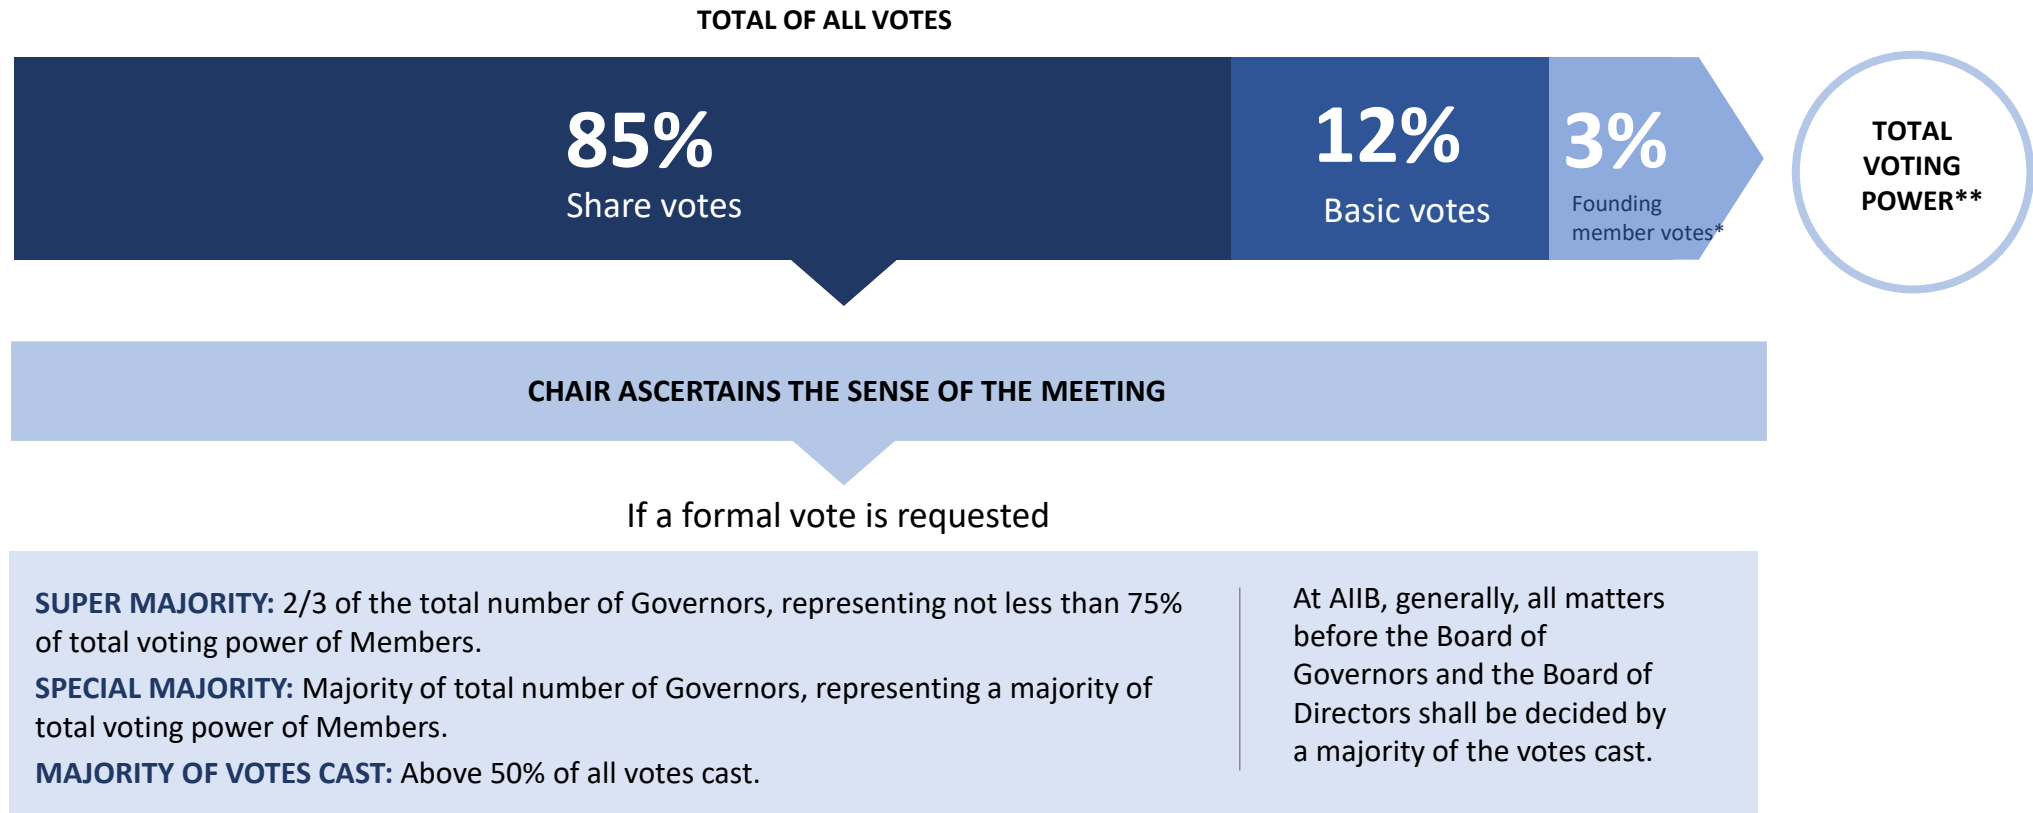 TOTAL OF ALL VOTES
85%
Share votes
12%
Basic votes
3%
Founding
member votes*
TOTAL
VOTING
POWER**
CHAIR ASCERTAINS THE SENSE OF THE MEETING
If a formal vote is requested
SUPER MAJORITY: 2/3 of the total number of Governors, representing not less than 75%
of total voting power of Members.
SPECIAL MAJORITY: Majority of total number of Governors, representing a majority of
total voting power of Members.
MAJORITY OF VOTES CAST: Above 50% of all votes cast.
At AIIB, generally, all matters
before the Board of
Governors and the Board of
Directors shall be decided by
a majority of the votes cast.